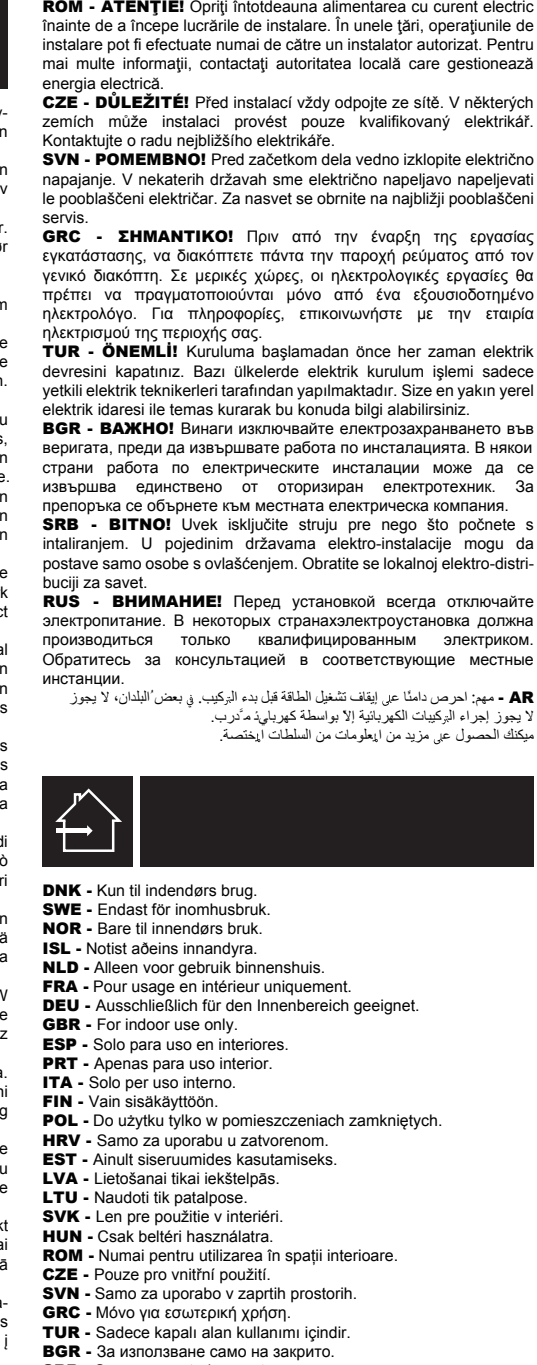 ROM - ATENŢIE! Opriţi întotdeauna alimentarea cu curent electric
înainte de a începe lucrările de instalare. În unele ţări, operaţiunile de
instalare pot fi efectuate numai de către un instalator autorizat. Pentru
mai multe informaţii, contactaţi autoritatea locală care gestionează
energia electrică.
CZE - DŮLEŽITÉ! Před instalací vždy odpojte ze sítě. V některých
zemích může instalaci provést pouze kvalifikovaný elektrikář.
Kontaktujte o radu nejbližšího elektrikáře.
SVN - POMEMBNO! Pred začetkom dela vedno izklopite električno
napajanje. V nekaterih državah sme električno napeljavo napeljevati
le pooblaščeni električar. Za nasvet se obrnite na najbližji pooblaščeni
servis.
GRC - ΣΗΜΑΝΤΙΚΟ! Πριν από την έναρξη της εργασίας
εγκατάστασης, να διακόπτετε πάντα την παροχή ρεύματος από τον
γενικό διακόπτη. Σε μερικές χώρες, οι ηλεκτρολογικές εργασίες θα
πρέπει να πραγματοποιούνται μόνο από ένα εξουσιοδοτημένο
ηλεκτρολόγο. Για πληροφορίες, επικοινωνήστε με την εταιρία
ηλεκτρισμού της περιοχής σας.
TUR - ÖNEMLİ! Kuruluma başlamadan önce her zaman elektrik
devresini kapatınız. Bazı ülkelerde elektrik kurulum işlemi sadece
yetkili elektrik teknikerleri tarafından yapılmaktadır. Size en yakın yerel
elektrik idaresi ile temas kurarak bu konuda bilgi alabilirsiniz.
BGR - ВАЖНО! Винаги изключвайте електрозахранването във
веригата, преди да извършвате работа по инсталацията. В някои
страни работа по електрическите инсталации може да се
извършва единствено от оторизиран електротехник. За
препоръка се обърнете към местната електрическа компания.
SRB - BITNO! Uvek isključite struju pre nego što počnete s
intaliranjem. U pojedinim državama elektro-instalacije mogu da
postave samo osobe s ovlašćenjem. Obratite se lokalnoj elektro-distri-
buciji za savet.
RUS - ВНИМАНИЕ! Перед установкой всегда отключайте
электропитание. В некоторых странахэлектроустановка должна
производиться только квалифицированным электриком.
Обратитесь за консультацией в соответствующие местные
инстанции.
AR - مهم: احرص دامئًا عىل إيقاف تشغيل الطاقة قبل بدء الرتكيب. يف بعض ُالبلدان، لا يجوز
لا يجوز إجراء الرتكيبات الكهربائية إلا بواسطة كهربايئ مَدرب.
ميكنك الحصول عىل مزيد من املعلومات من السلطات املختصة.
DNK - Kun til indendørs brug.
SWE - Endast för inomhusbruk.
NOR - Bare til innendørs bruk.
ISL - Notist aðeins innandyra.
NLD - Alleen voor gebruik binnenshuis.
FRA - Pour usage en intérieur uniquement.
DEU - Ausschließlich für den Innenbereich geeignet.
GBR - For indoor use only.
ESP - Solo para uso en interiores.
PRT - Apenas para uso interior.
ITA - Solo per uso interno.
FIN - Vain sisäkäyttöön.
POL - Do użytku tylko w pomieszczeniach zamkniętych.
HRV - Samo za uporabu u zatvorenom.
EST - Ainult siseruumides kasutamiseks.
LVA - Lietošanai tikai iekštelpās.
LTU - Naudoti tik patalpose.
SVK - Len pre použitie v interiéri.
HUN - Csak beltéri használatra.
ROM - Numai pentru utilizarea în spaţii interioare.
CZE - Pouze pro vnitřní použití.
SVN - Samo za uporabo v zaprtih prostorih.
GRC - Μόνο για εσωτερική χρήση.
TUR - Sadece kapalı alan kullanımı içindir.
BGR - За използване само на закрито.